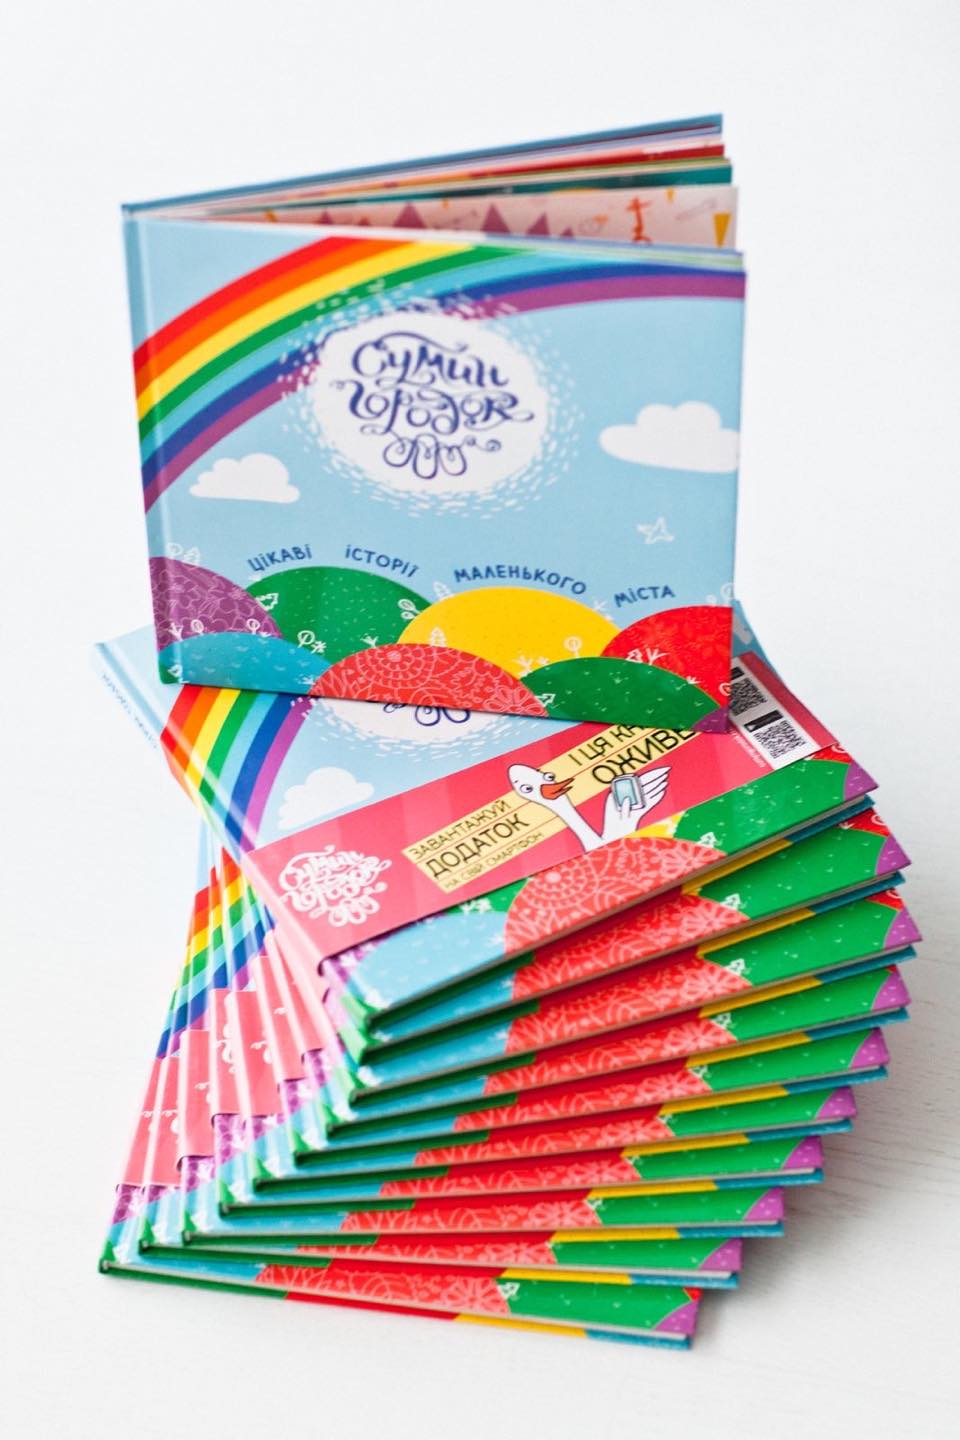 Сумин
городок
цікаві історії маленького міста
І ЦЯ
ОЖИВЕ
ЗАВАНТАЖУЙ
ДОДАТОК
НА СВІЙ СМАРТФОН
Сумин
городок